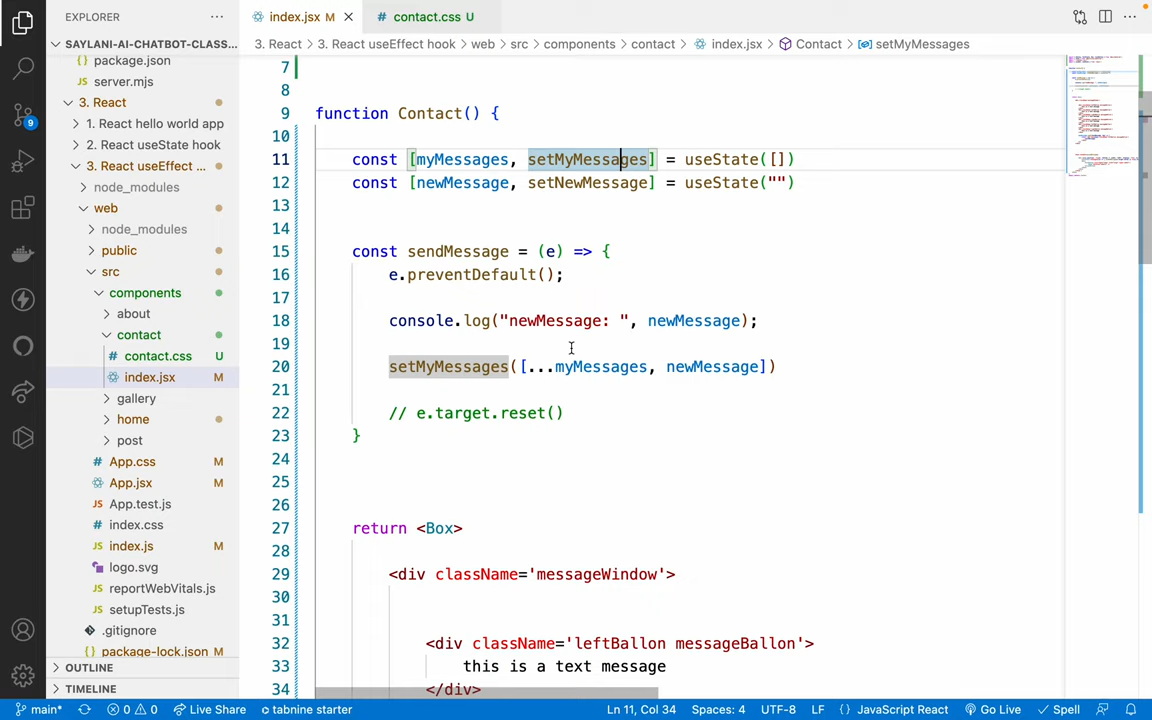 EXPLORER
index.jsx M
contact.css U
SAYLANI-AI-CHATBOT-CLASS...
3. React > 3. React useEffect hook > web > src > components > contact > index.jsx > Contact > setMyMessages
package.json
server.mjs
3. React
1. React hello world app
2. React useState hook
3. React useEffect ...
node_modules
web
node_modules
public
src
components
about
contact
contact.css U
index.jsx M
gallery
home
post
App.css M
App.jsx M
App.test.js
index.css
index.js M
logo.svg
reportWebVitals.js
setupTests.js
.gitignore
package-lock.json M
OUTLINE
TIMELINE
9
7
8
9 function Contact() {
10
11 const [myMessages, setMyMessages] = useState([])
12 const [newMessage, setNewMessage] = useState("")
13
14
15 const sendMessage = (e) => {
16 e.preventDefault();
17
18 console.log("newMessage: ", newMessage);
19
20 setMyMessages([...myMessages, newMessage])
21
22 // e.target.reset()
23 }
24
25
26
27 return <Box>
28
29 <div className='messageWindow'>
30
31
32 <div className='leftBallon messageBallon'>
33 this is a text message
34 </div>
main* 0 0 Live Share tabnine starter Ln 11, Col 34 Spaces: 4 UTF-8 LF {} JavaScript React Go Live Spell